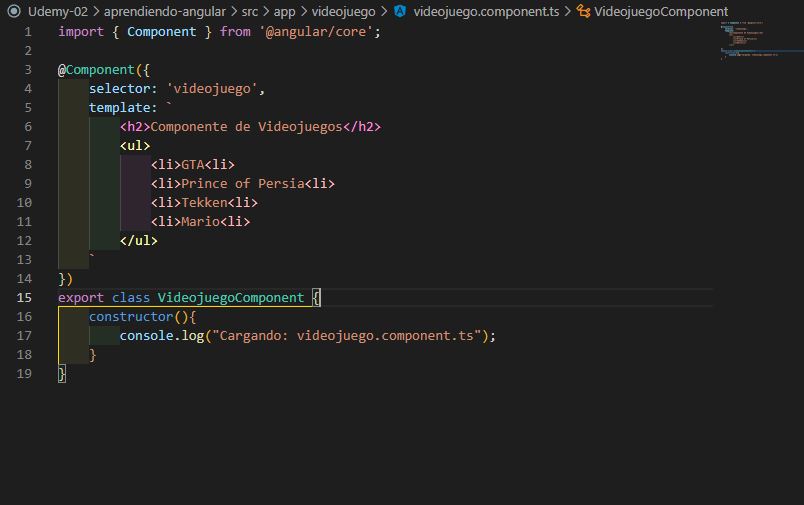 Udemy-02 > aprendiendo-angular > src > app > videojuego > videojuego.component.ts > VideojuegoComponent
1 import { Component } from '@angular/core';
2
3 @Component({
4     selector: 'videojuego',
5     template: `
6         <h2>Componente de Videojuegos</h2>
7         <ul>
8             <li>GTA<li>
9             <li>Prince of Persia<li>
10             <li>Tekken<li>
11             <li>Mario<li>
12         </ul>
13     `
14 })
15 export class VideojuegoComponent {
16     constructor(){
17         console.log("Cargando: videojuego.component.ts");
18     }
19 }